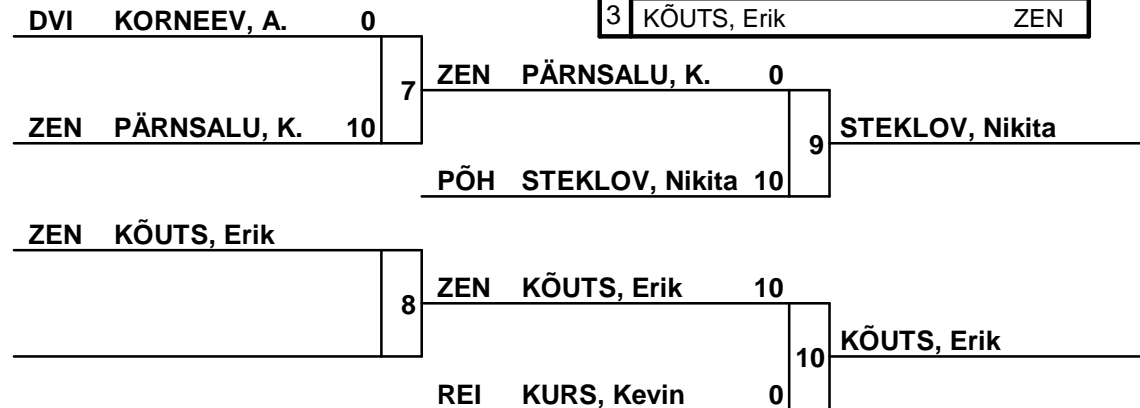 DVI KORNEEV, A. 0
3 KÕUTS, Erik ZEN
7
ZEN PÄRNSALU, K. 0
ZEN PÄRNSALU, K. 10
9
STEKLOV, Nikita
PÕH STEKLOV, Nikita 10
ZEN KÕUTS, Erik
8
ZEN KÕUTS, Erik 10
10
KÕUTS, Erik
REI KURS, Kevin 0